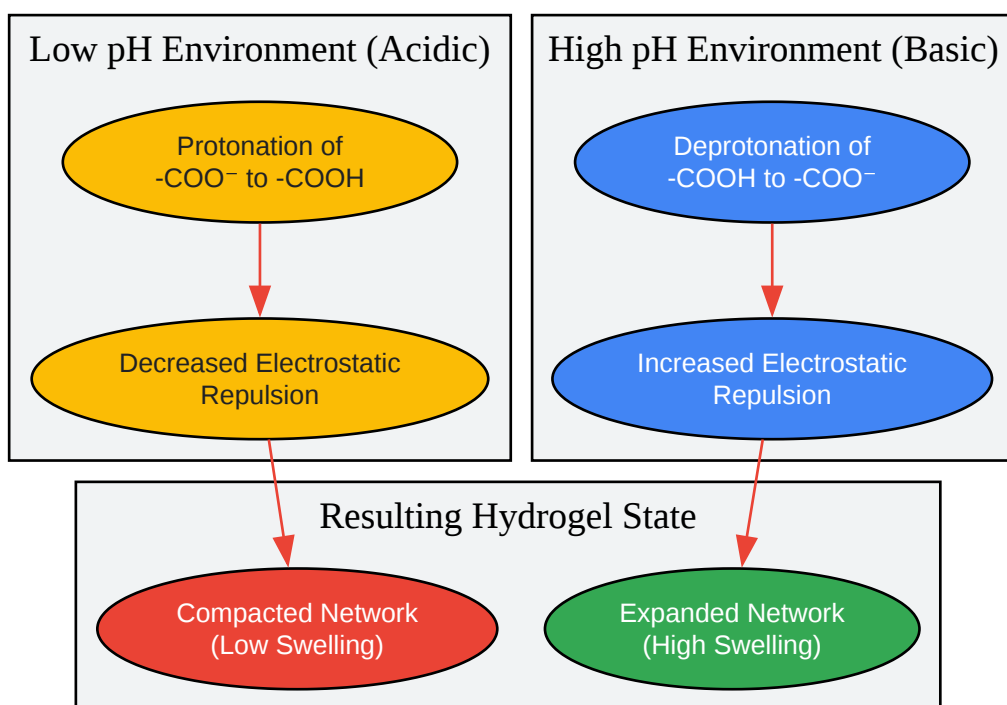 Low pH Environment (Acidic)
Protonation of
-COO⁻ to -COOH
Decreased Electrostatic
Repulsion
High pH Environment (Basic)
Deprotonation of
-COOH to -COO⁻
Increased Electrostatic
Repulsion
Resulting Hydrogel State
Compacted Network
(Low Swelling)
Expanded Network
(High Swelling)